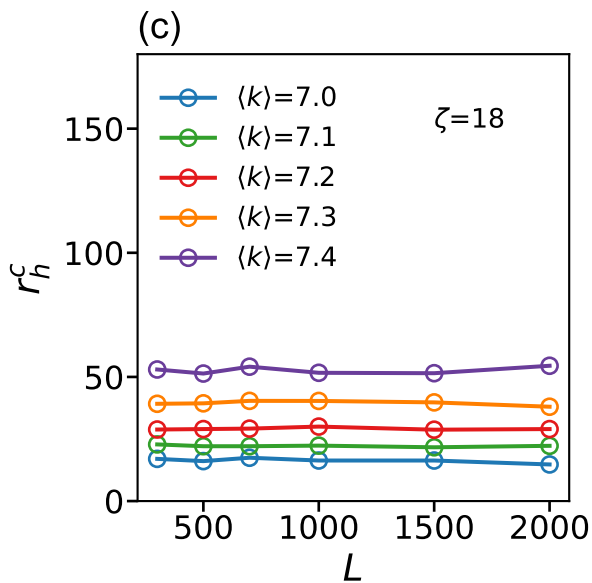 (c)
⟨k⟩=7.0
ζ=18
⟨k⟩=7.1
⟨k⟩=7.2
⟨k⟩=7.3
⟨k⟩=7.4
150
100
50
0
r_h^c
500 1000 1500 2000
L